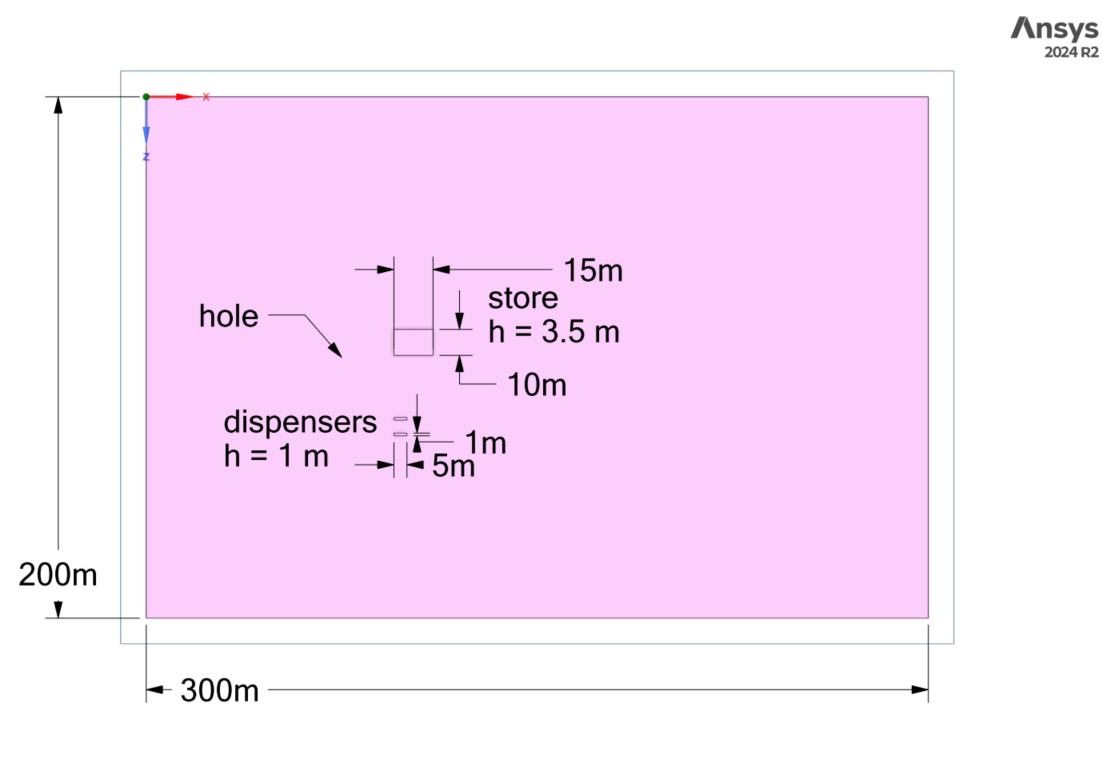 Ansys
2024 R2
x
z
15m
store
h = 3.5 m
hole
10m
dispensers
h = 1 m
1m
5m
200m
300m